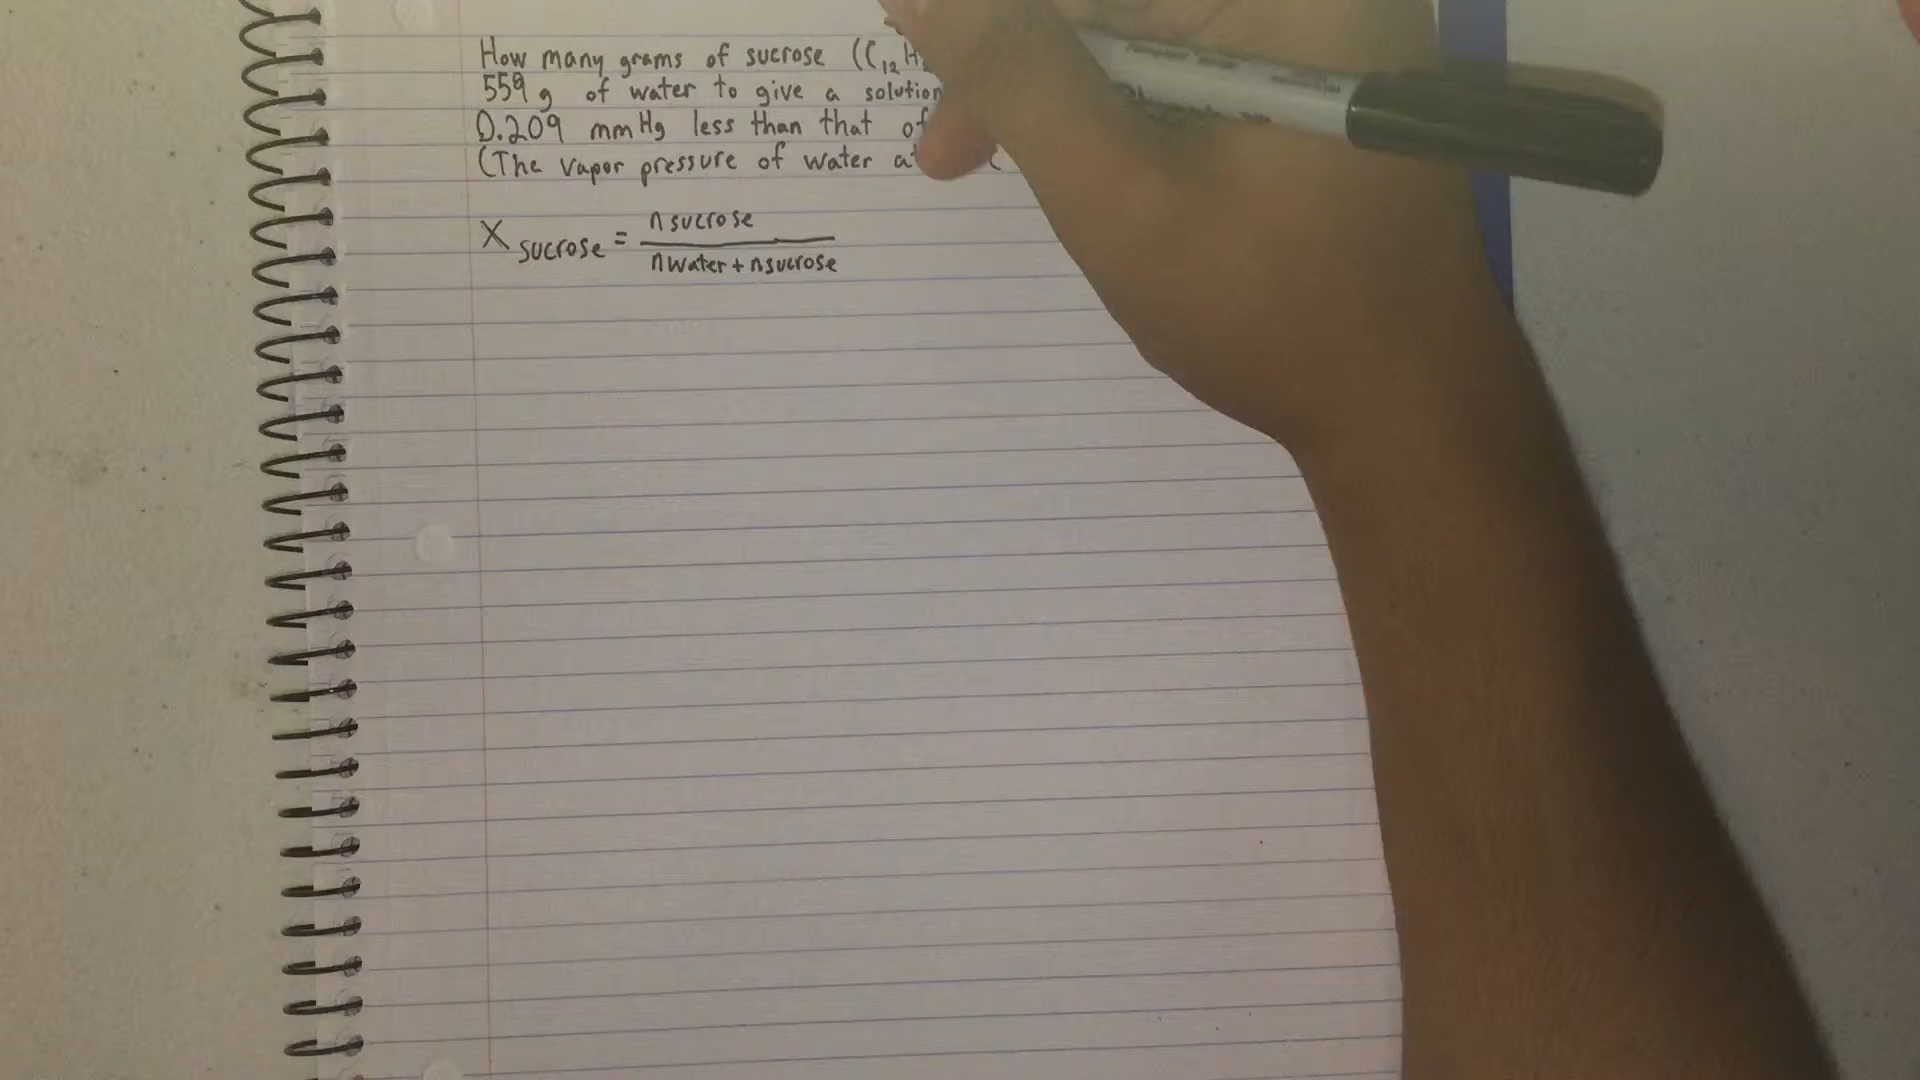 How many grams of sucrose (C₁₂H
559 g of water to give a solution
0.209 mmHg less than that of
(The vapor pressure of water at
X sucrose = n sucrose
n water + n sucrose